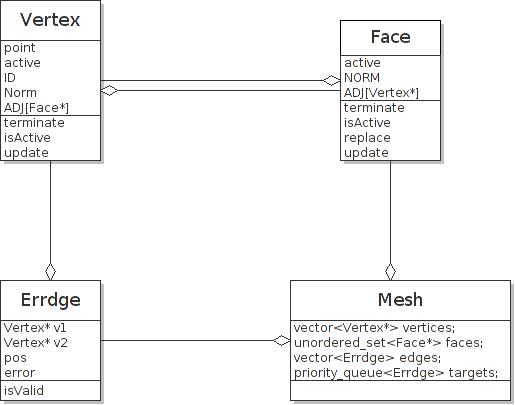 Vertex
point
active
ID
Norm
ADJ[Face*]
terminate
isActive
update
Face
active
NORM
ADJ[Vertex*]
terminate
isActive
replace
update
Errdge
Vertex* v1
Vertex* v2
pos
error
isValid
Mesh
vector<Vertex*> vertices;
unordered_set<Face*> faces;
vector<Errdge> edges;
priority_queue<Errdge> targets;